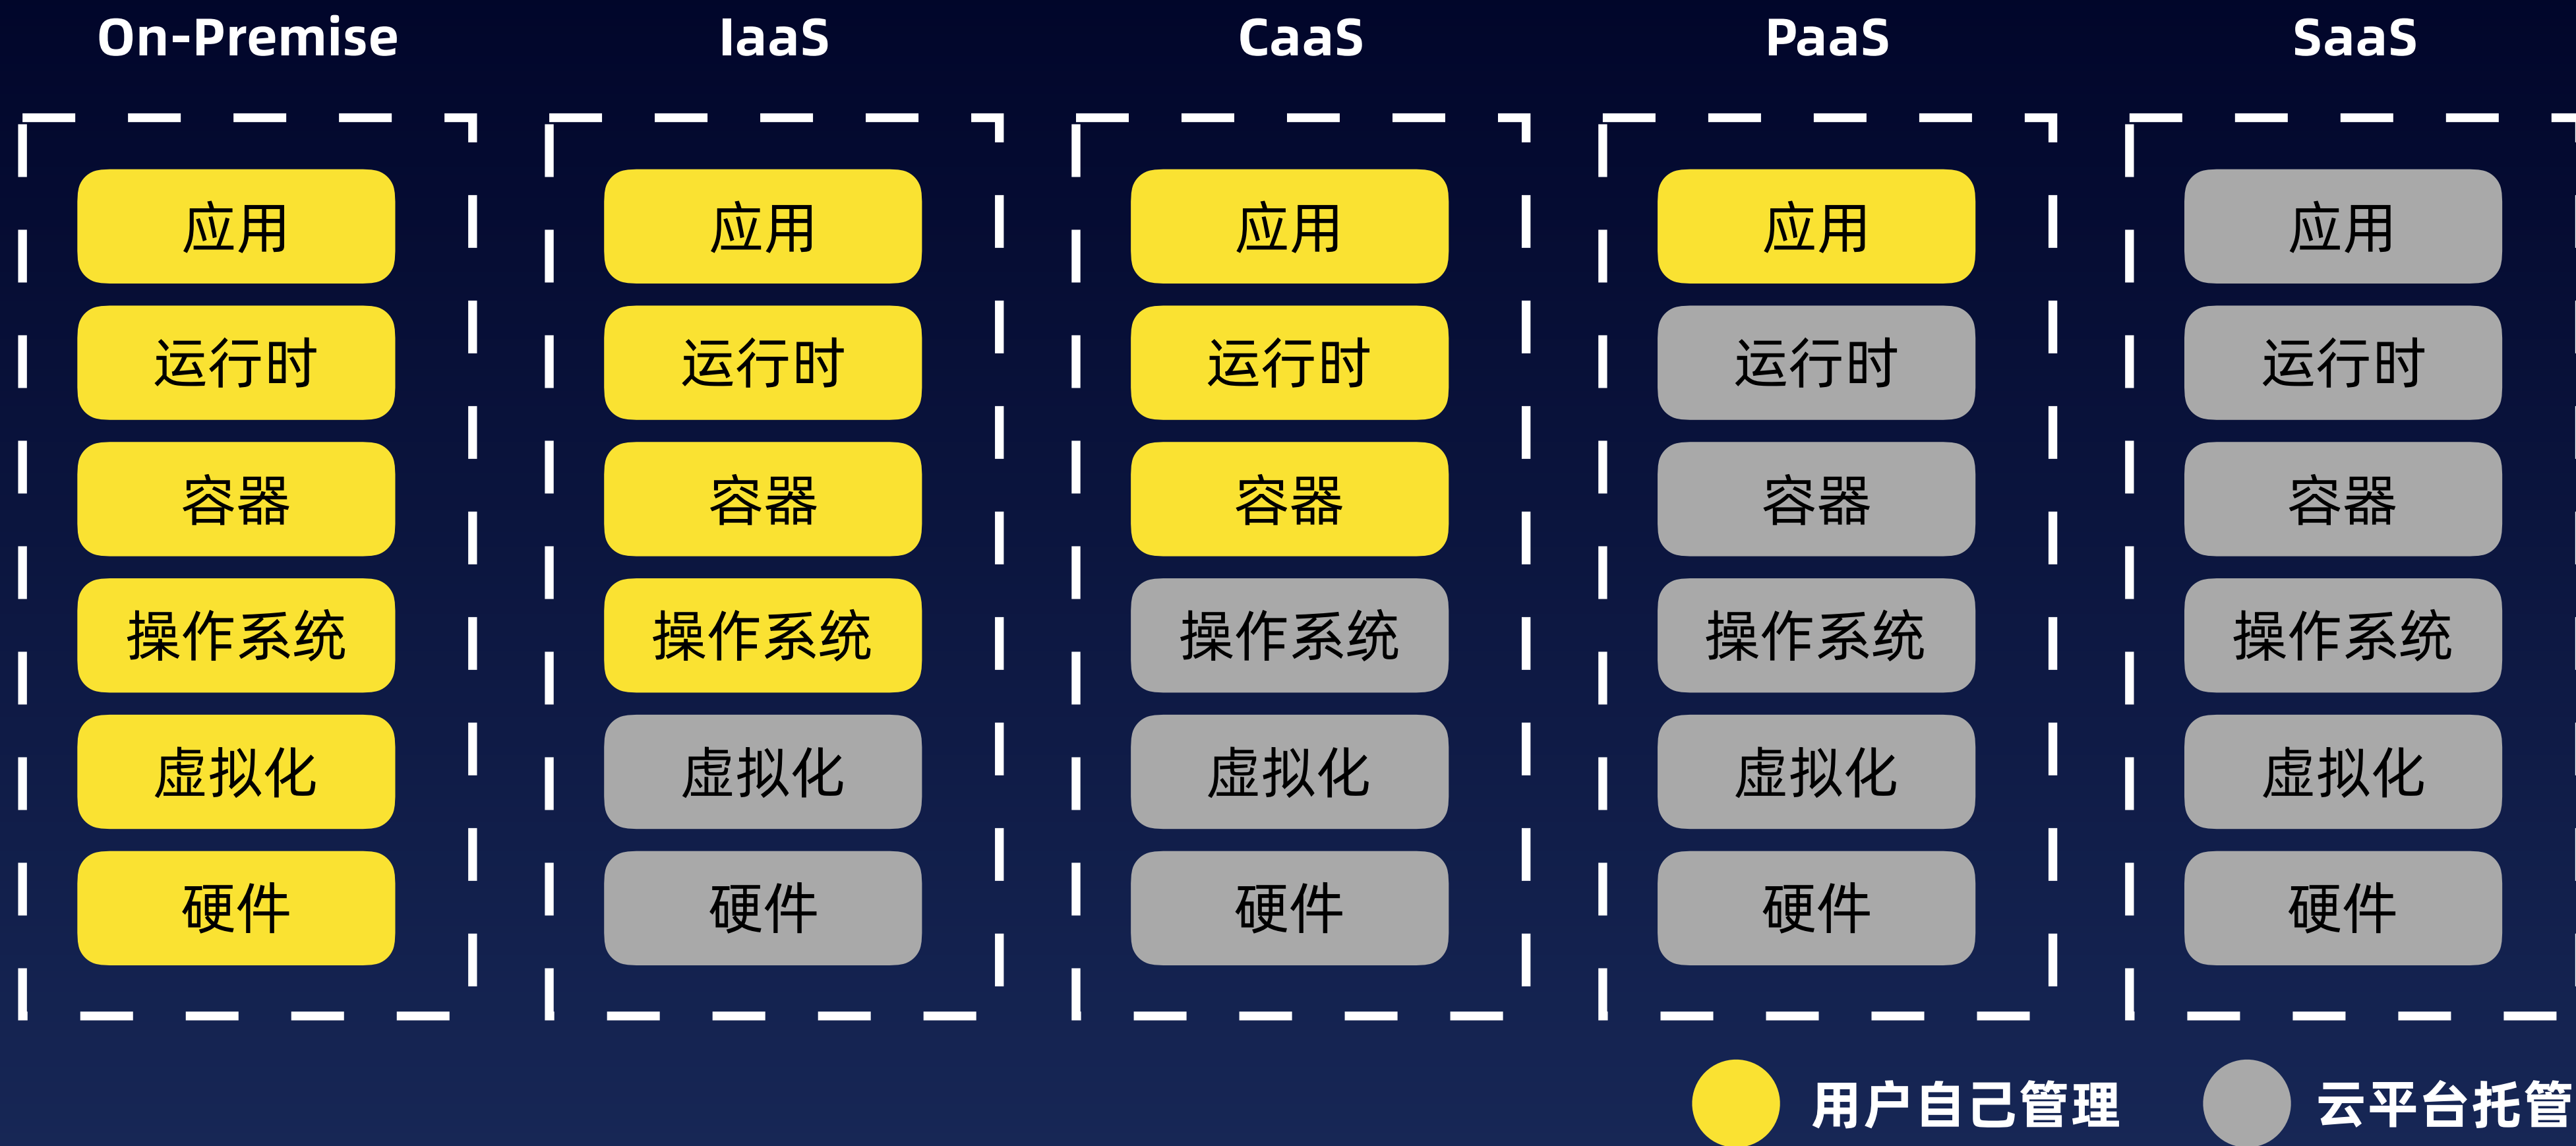 On-Premise IaaS CaaS PaaS SaaS
应用 应用 应用 应用 应用
运行时 运行时 运行时 运行时 运行时
容器 容器 容器 容器 容器
操作系统 操作系统 操作系统 操作系统 操作系统
虚拟化 虚拟化 虚拟化 虚拟化 虚拟化
硬件 硬件 硬件 硬件 硬件
用户自己管理 云平台托管